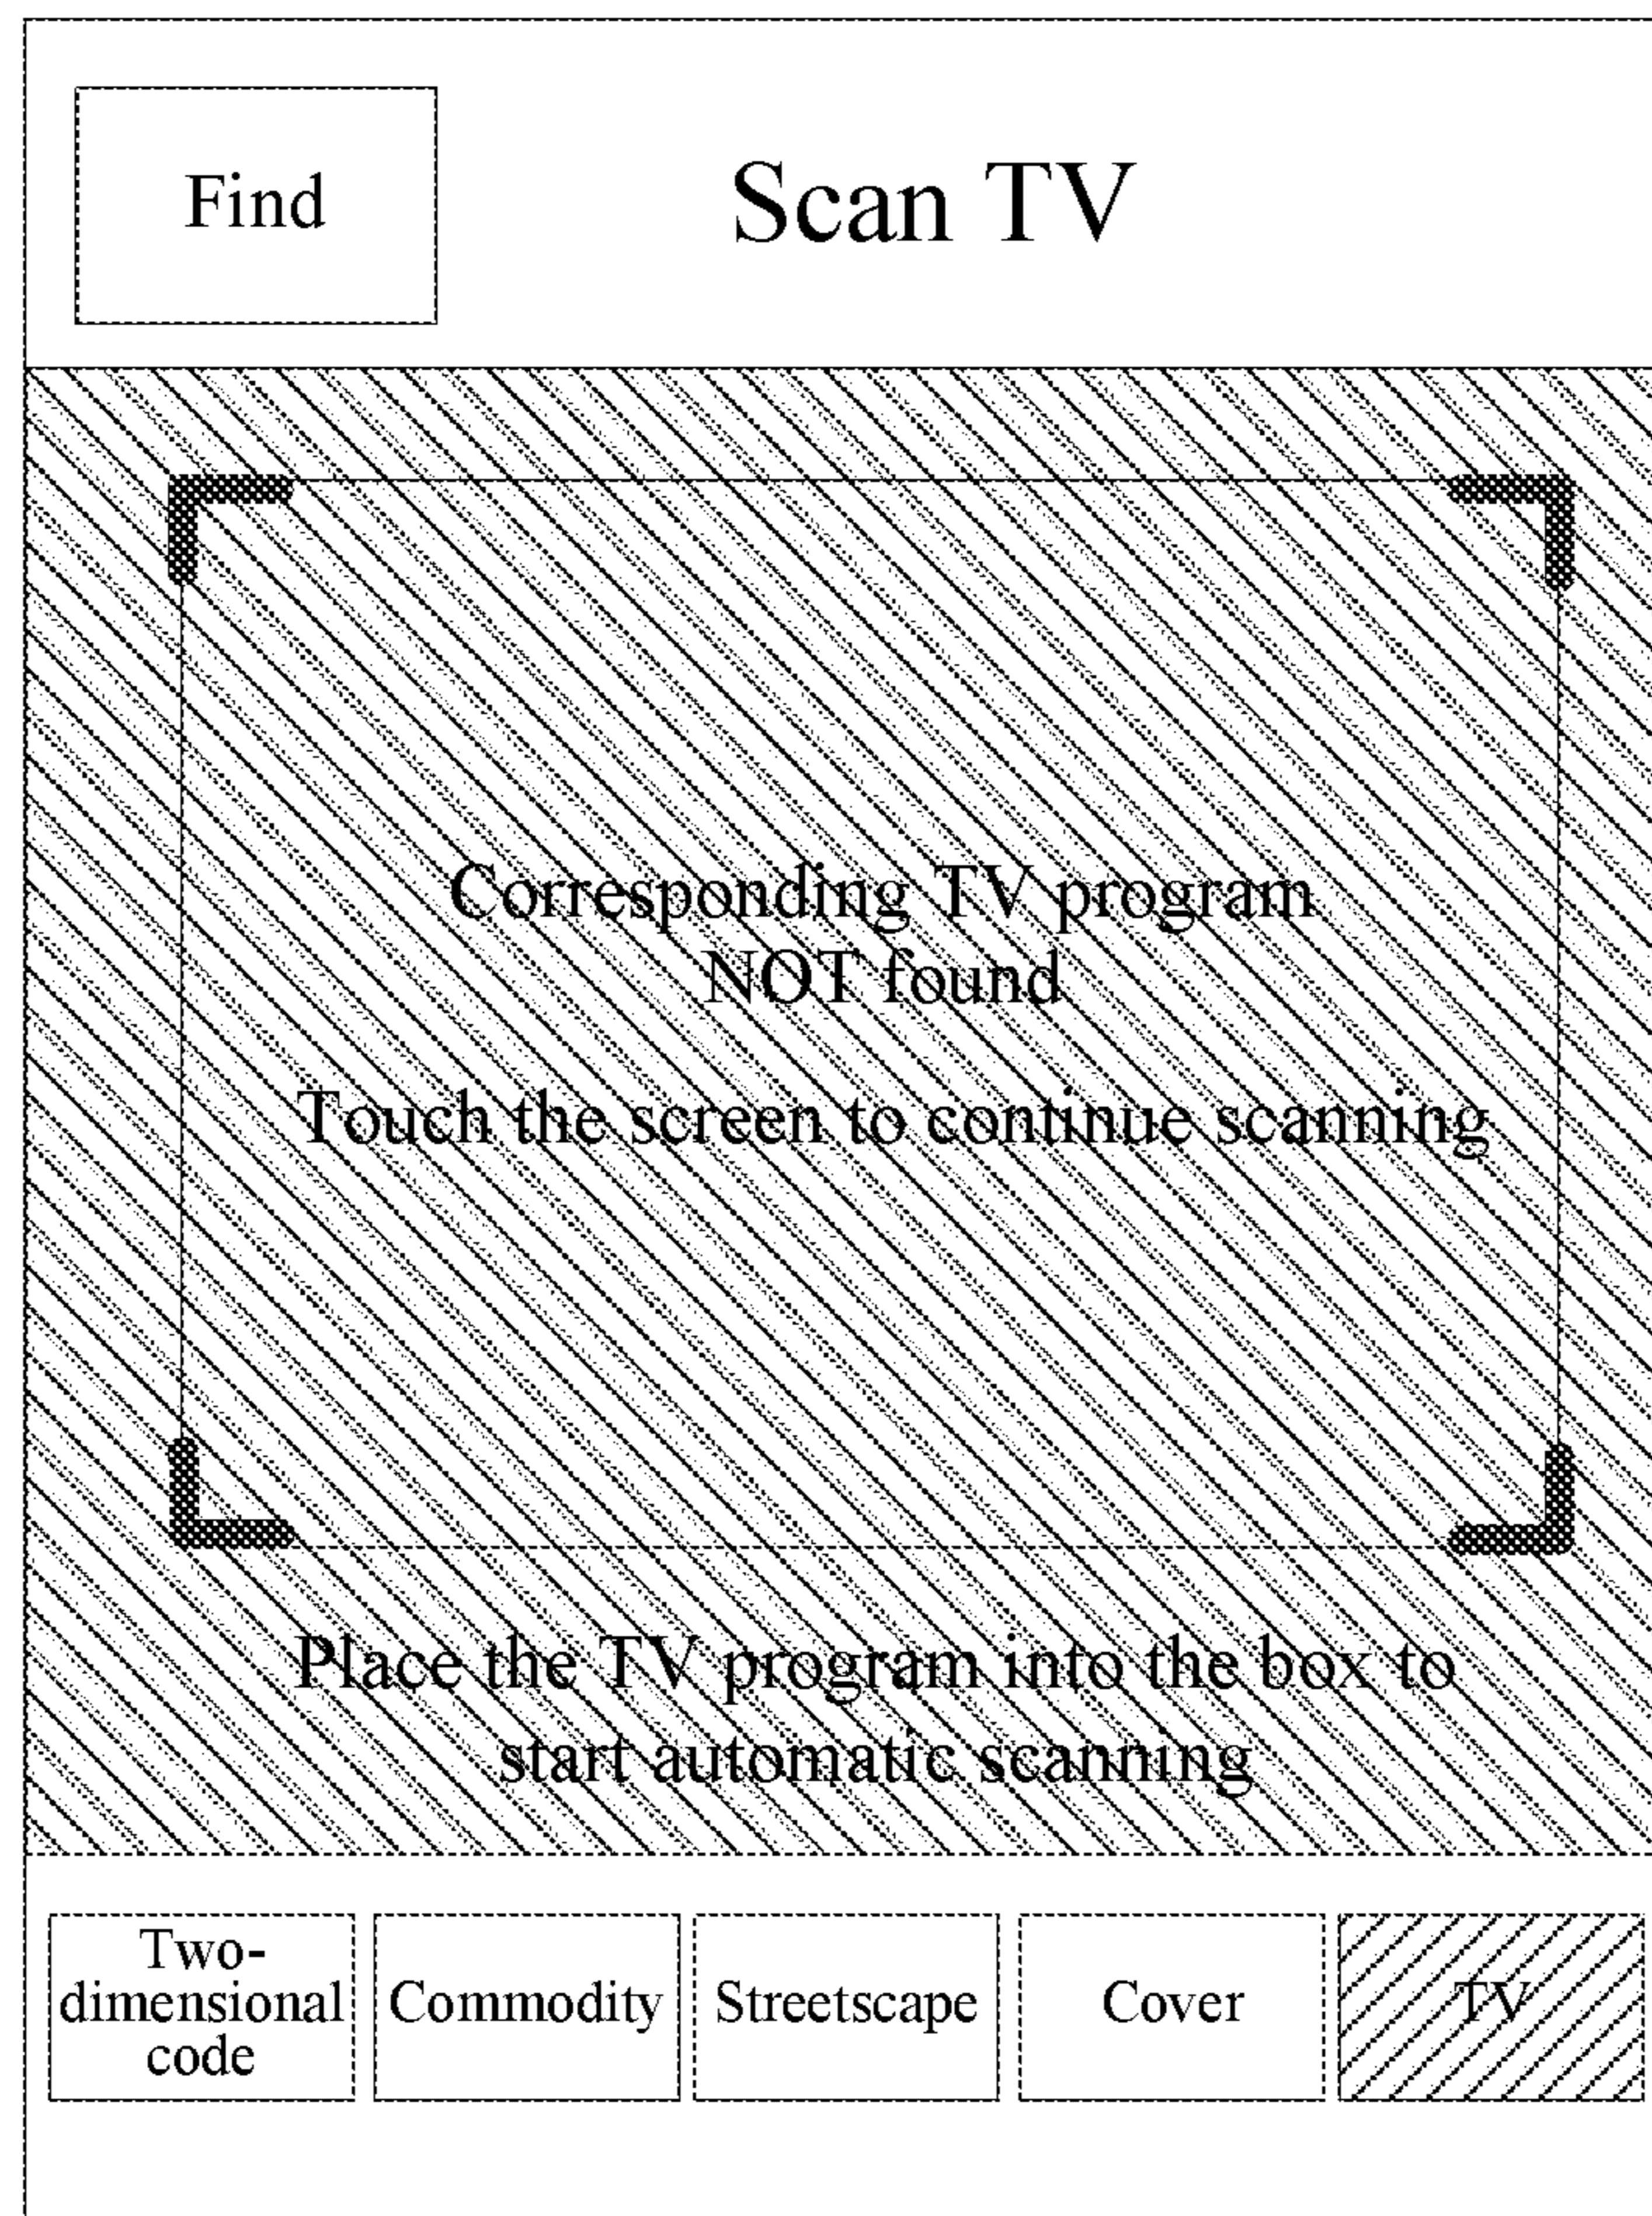 Find
Scan TV
Corresponding TV program
NOT found
Touch the screen to continue scanning
Place the TV program into the box to
start automatic scanning
Two-
dimensional
code
Commodity
Streetscape
Cover
TV